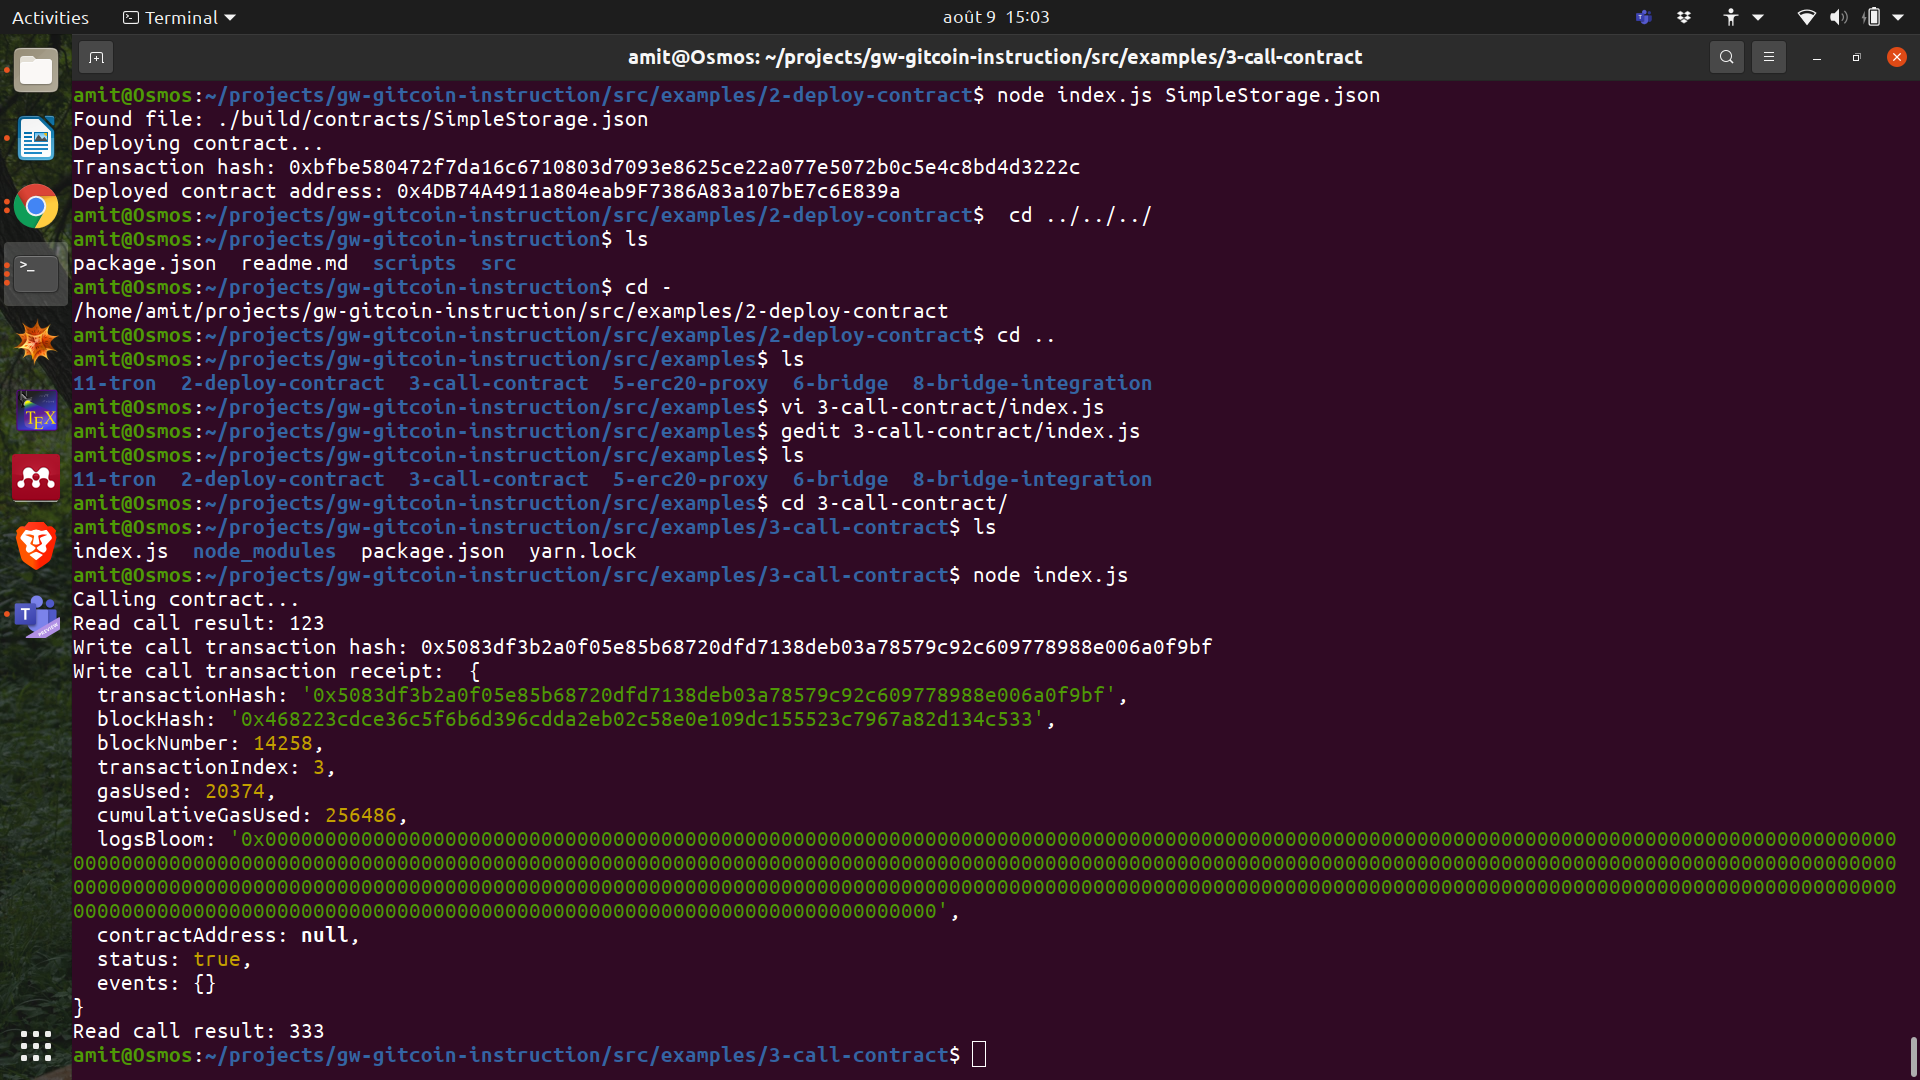 Activities
Terminal
août 9 15:03
amit@Osmos: ~/projects/gw-gitcoin-instruction/src/examples/3-call-contract
amit@Osmos:~/projects/gw-gitcoin-instruction/src/examples/2-deploy-contract$ node index.js SimpleStorage.json
Found file: ./build/contracts/SimpleStorage.json
Deploying contract...
Transaction hash: 0xbfbe580472f7da16c6710803d7093e8625ce22a077e5072b0c5e4c8bd4d3222c
Deployed contract address: 0x4DB74A4911a804eab9F7386A83a107bE7c6E839a
amit@Osmos:~/projects/gw-gitcoin-instruction/src/examples/2-deploy-contract$  cd ../../../
amit@Osmos:~/projects/gw-gitcoin-instruction$ ls
package.json  readme.md  scripts  src
amit@Osmos:~/projects/gw-gitcoin-instruction$ cd -
/home/amit/projects/gw-gitcoin-instruction/src/examples/2-deploy-contract
amit@Osmos:~/projects/gw-gitcoin-instruction/src/examples/2-deploy-contract$ cd ..
amit@Osmos:~/projects/gw-gitcoin-instruction/src/examples$ ls
11-tron  2-deploy-contract  3-call-contract  5-erc20-proxy  6-bridge  8-bridge-integration
amit@Osmos:~/projects/gw-gitcoin-instruction/src/examples$ vi 3-call-contract/index.js
amit@Osmos:~/projects/gw-gitcoin-instruction/src/examples$ gedit 3-call-contract/index.js
amit@Osmos:~/projects/gw-gitcoin-instruction/src/examples$ ls
11-tron  2-deploy-contract  3-call-contract  5-erc20-proxy  6-bridge  8-bridge-integration
amit@Osmos:~/projects/gw-gitcoin-instruction/src/examples$ cd 3-call-contract/
amit@Osmos:~/projects/gw-gitcoin-instruction/src/examples/3-call-contract$ ls
index.js  node_modules  package.json  yarn.lock
amit@Osmos:~/projects/gw-gitcoin-instruction/src/examples/3-call-contract$ node index.js
Calling contract...
Read call result: 123
Write call transaction hash: 0x5083df3b2a0f05e85b68720dfd7138deb03a78579c92c609778988e006a0f9bf
Write call transaction receipt:  {
  transactionHash: '0x5083df3b2a0f05e85b68720dfd7138deb03a78579c92c609778988e006a0f9bf',
  blockHash: '0x468223cdce36c5f6b6d396cdda2eb02c58e0e109dc155523c7967a82d134c533',
  blockNumber: 14258,
  transactionIndex: 3,
  gasUsed: 20374,
  cumulativeGasUsed: 256486,
  logsBloom: '0x0000000000000000000000000000000000000000000000000000000000000000000000000000000000000000000000000000000000000000000000000000000000000000
00000000000000000000000000000000000000000000000000000000000000000000000000000000000000000000000000000000000000000000000000000000000000000000000000000000
00000000000000000000000000000000000000000000000000000000000000000000000000000000000000000000000000000000000000000000000000000000000000000000000000000000
000000000000000000000000000000000000000000000000000000000000000000000000',
  contractAddress: null,
  status: true,
  events: {}
}
Read call result: 333
amit@Osmos:~/projects/gw-gitcoin-instruction/src/examples/3-call-contract$